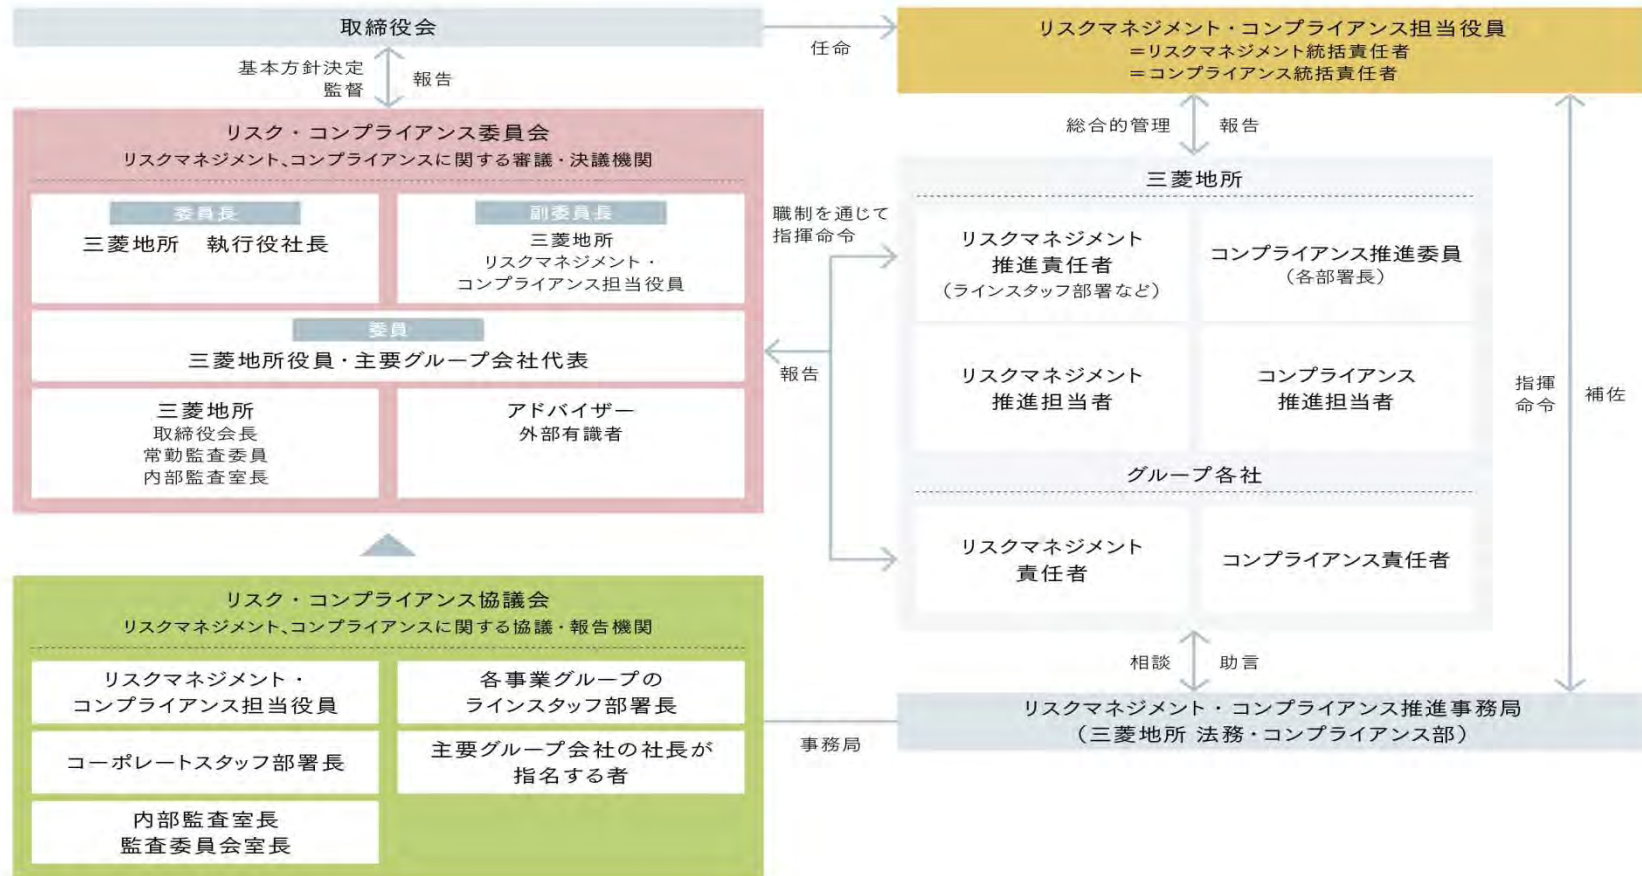 取締役会
任命
リスクマネジメント・コンプライアンス担当役員
＝リスクマネジメント統括責任者
＝コンプライアンス統括責任者
基本方針決定
監督
報告
リスク・コンプライアンス委員会
リスクマネジメント、コンプライアンスに関する審議・決議機関
委員長
三菱地所　執行役社長
副委員長
三菱地所
リスクマネジメント・
コンプライアンス担当役員
委員
三菱地所役員・主要グループ会社代表
三菱地所
取締役会長
常勤監査委員
内部監査室長
アドバイザー
外部有識者
職制を通じて
指揮命令
報告
総合的管理
報告
三菱地所
リスクマネジメント
推進責任者
（ラインスタッフ部署など）
コンプライアンス推進委員
（各部署長）
リスクマネジメント
推進担当者
コンプライアンス
推進担当者
グループ各社
リスクマネジメント
責任者
コンプライアンス責任者
指揮
命令
補佐
相談
助言
リスク・コンプライアンス協議会
リスクマネジメント、コンプライアンスに関する協議・報告機関
リスクマネジメント・
コンプライアンス担当役員
各事業グループの
ラインスタッフ部署長
コーポレートスタッフ部署長
主要グループ会社の社長が
指名する者
内部監査室長
監査委員会室長
事務局
リスクマネジメント・コンプライアンス推進事務局
（三菱地所 法務・コンプライアンス部）